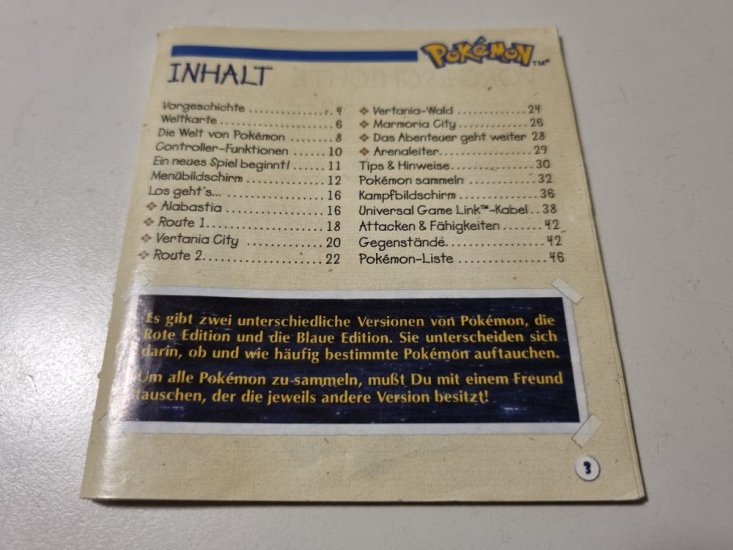 POKéMON™
INHALT
Vorgeschichte .................. 4
Weltkarte .................. 6
Die Welt von Pokémon ........ 8
Controller-Funktionen ....... 10
Ein neues Spiel beginnt! ..... 11
Menübildschirm ............. 12
Los geht's... ................. 16
❖ Alabastia ................. 16
❖ Route 1. ................. 18
❖ Vertania City ............. 20
❖ Route 2. ................. 22
❖ Vertania-Wald ............. 24
❖ Marmoria City ............. 26
❖ Das Abenteuer geht weiter 28
❖ Arenaleiter ................. 29
Tips & Hinweise ................. 30
Pokémon sammeln ............. 32
Kampfbildschirm ............. 36
Universal Game Link™-Kabel .. 38
Attacken & Fähigkeiten ....... 42
Gegenstände. ................. 42
Pokémon-Liste ............. 46
Es gibt zwei unterschiedliche Versionen von Pokémon, die
Rote Edition und die Blaue Edition. Sie unterscheiden sich
darin, ob und wie häufig bestimmte Pokémon auftauchen.
Um alle Pokémon zu sammeln, mußt Du mit einem Freund
tauschen, der die jeweils andere Version besitzt!
3